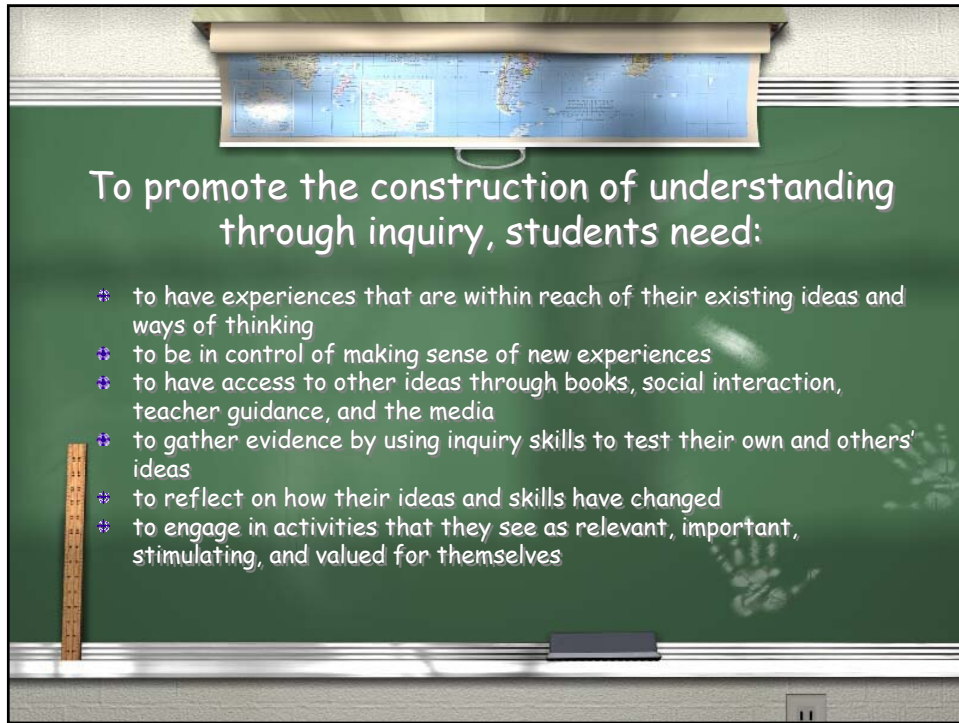 To promote the construction of understanding
through inquiry, students need:
to have experiences that are within reach of their existing ideas and
ways of thinking
to be in control of making sense of new experiences
to have access to other ideas through books, social interaction,
teacher guidance, and the media
to gather evidence by using inquiry skills to test their own and others'
ideas
to reflect on how their ideas and skills have changed
to engage in activities that they see as relevant, important,
stimulating, and valued for themselves